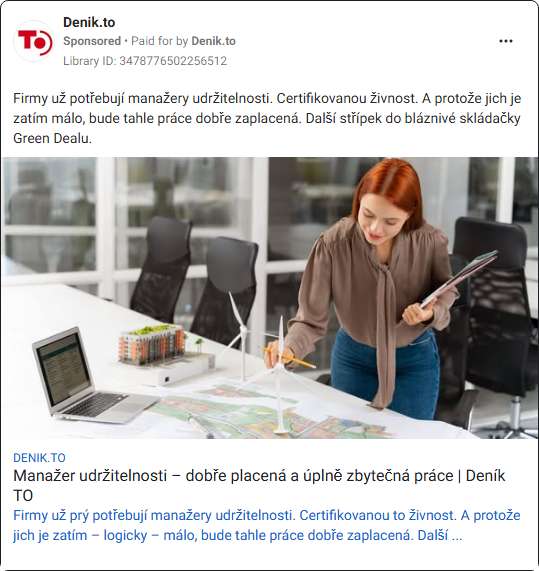 Denik.to
Sponsored • Paid for by Denik.to
Library ID: 3478776502256512
TO
Firmy už potřebují manažery udržitelnosti. Certifikovanou živnost. A protože jich je
zatím málo, bude tahle práce dobře zaplacená. Další střípek do bláznivé skládačky
Green Dealu.
DENIK.TO
Manažer udržitelnosti – dobře placená a úplně zbytečná práce | Deník
TO
Firmy už prý potřebují manažery udržitelnosti. Certifikovanou to živnost. A protože
jich je zatím – logicky – málo, bude tahle práce dobře zaplacená. Další ...